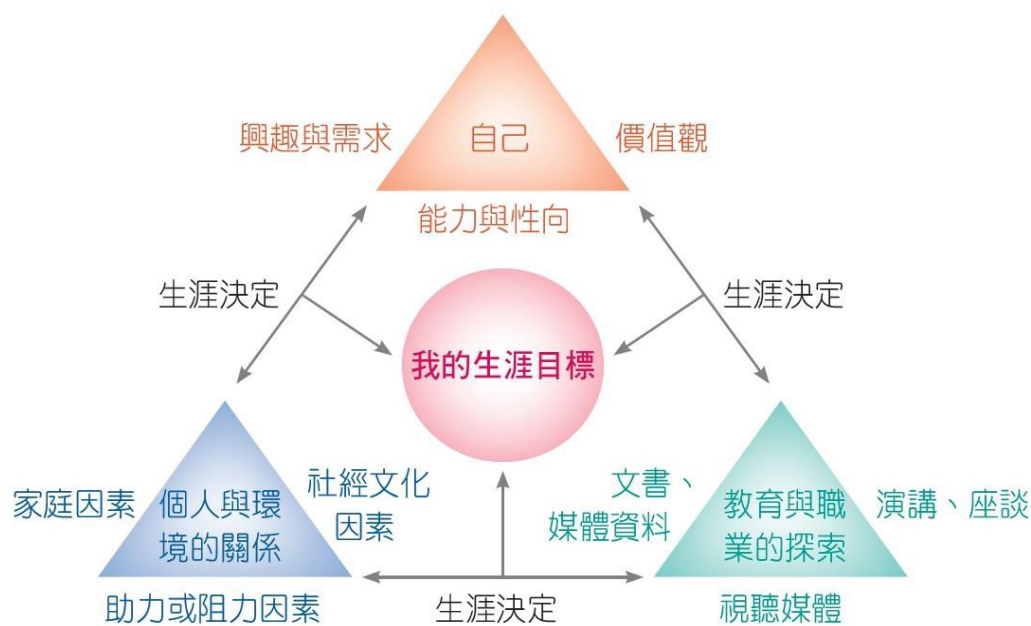 興趣與需求
自己
價值觀
能力與性向
生涯決定
生涯決定
我的生涯目標
家庭因素
個人與環
境的關係
社經文化
因素
助力或阻力因素
生涯決定
文書、
媒體資料
教育與職
業的探索
演講、座談
視聽媒體